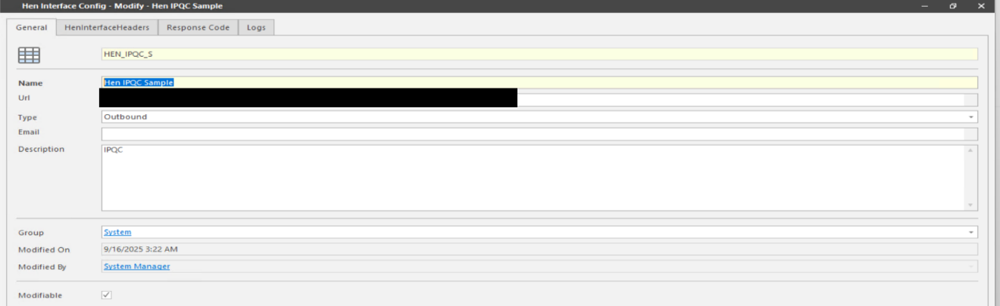 Hen Interface Config - Modify - Hen IPQC Sample
General HenInterfaceHeaders Response Code Logs
HEN_IPQC_S
Name Hen IPQC Sample
Url
Type Outbound
Email
Description IPQC
Group System
Modified On 9/16/2025 3:22 AM
Modified By System Manager
Modifiable